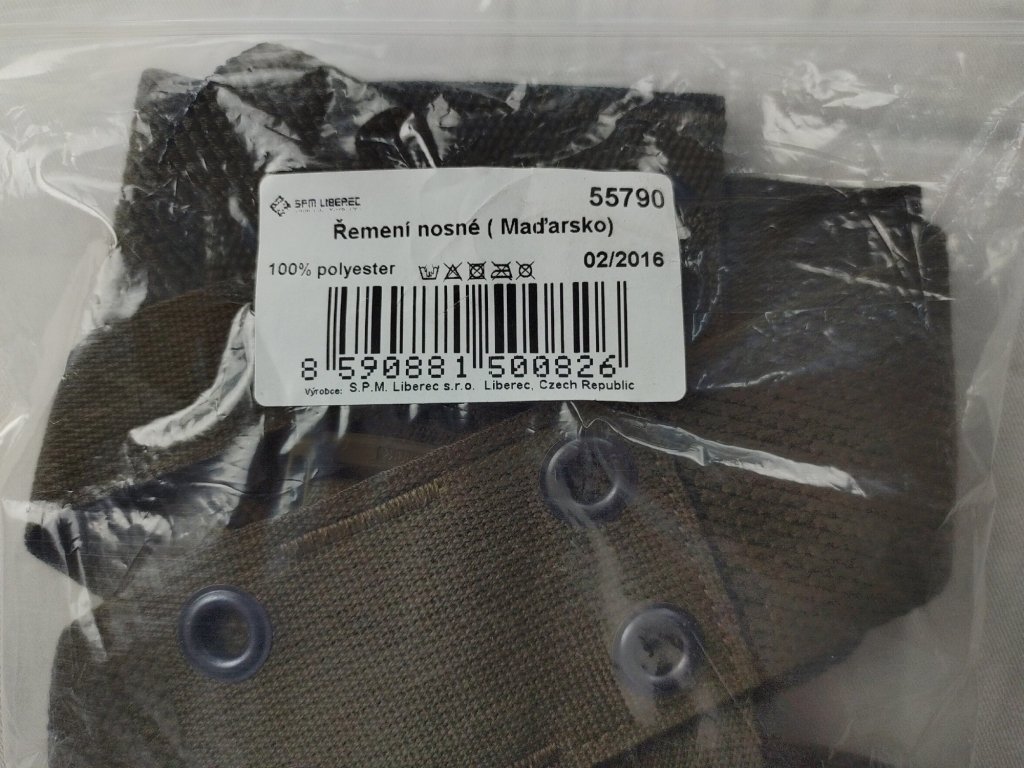 SPM LIBEREC
55790
Řemení nosné ( Maďarsko)
100% polyester
02/2016
8 590881 500826
Výrobce: S.P.M. Liberec s.r.o. Liberec, Czech Republic